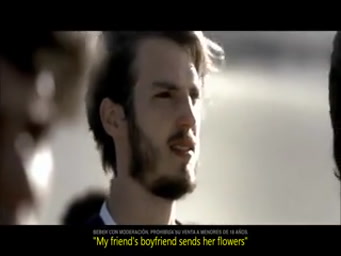 BEBER CON MODERACIÓN. PROHIBIDA SU VENTA A MENORES DE 18 AÑOS.
"My friend's boyfriend sends her flowers"